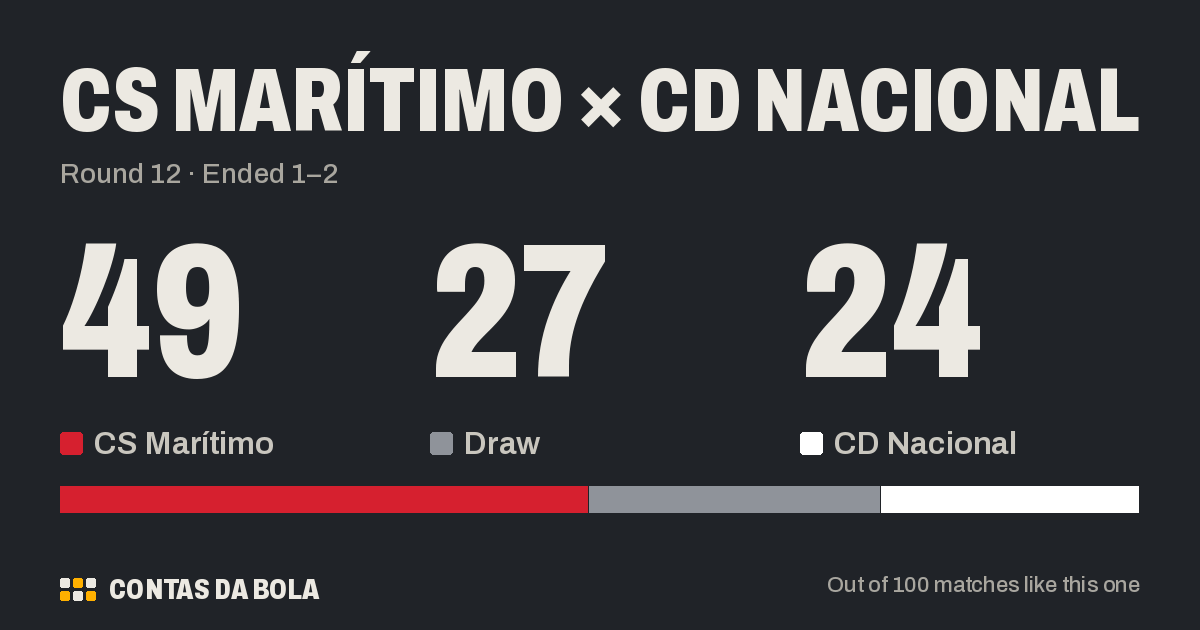 CS MARÍTIMO × CD NACIONAL
Round 12 · Ended 1–2
49 27 24
CS Marítimo Draw CD Nacional
CONTAS DA BOLA
Out of 100 matches like this one